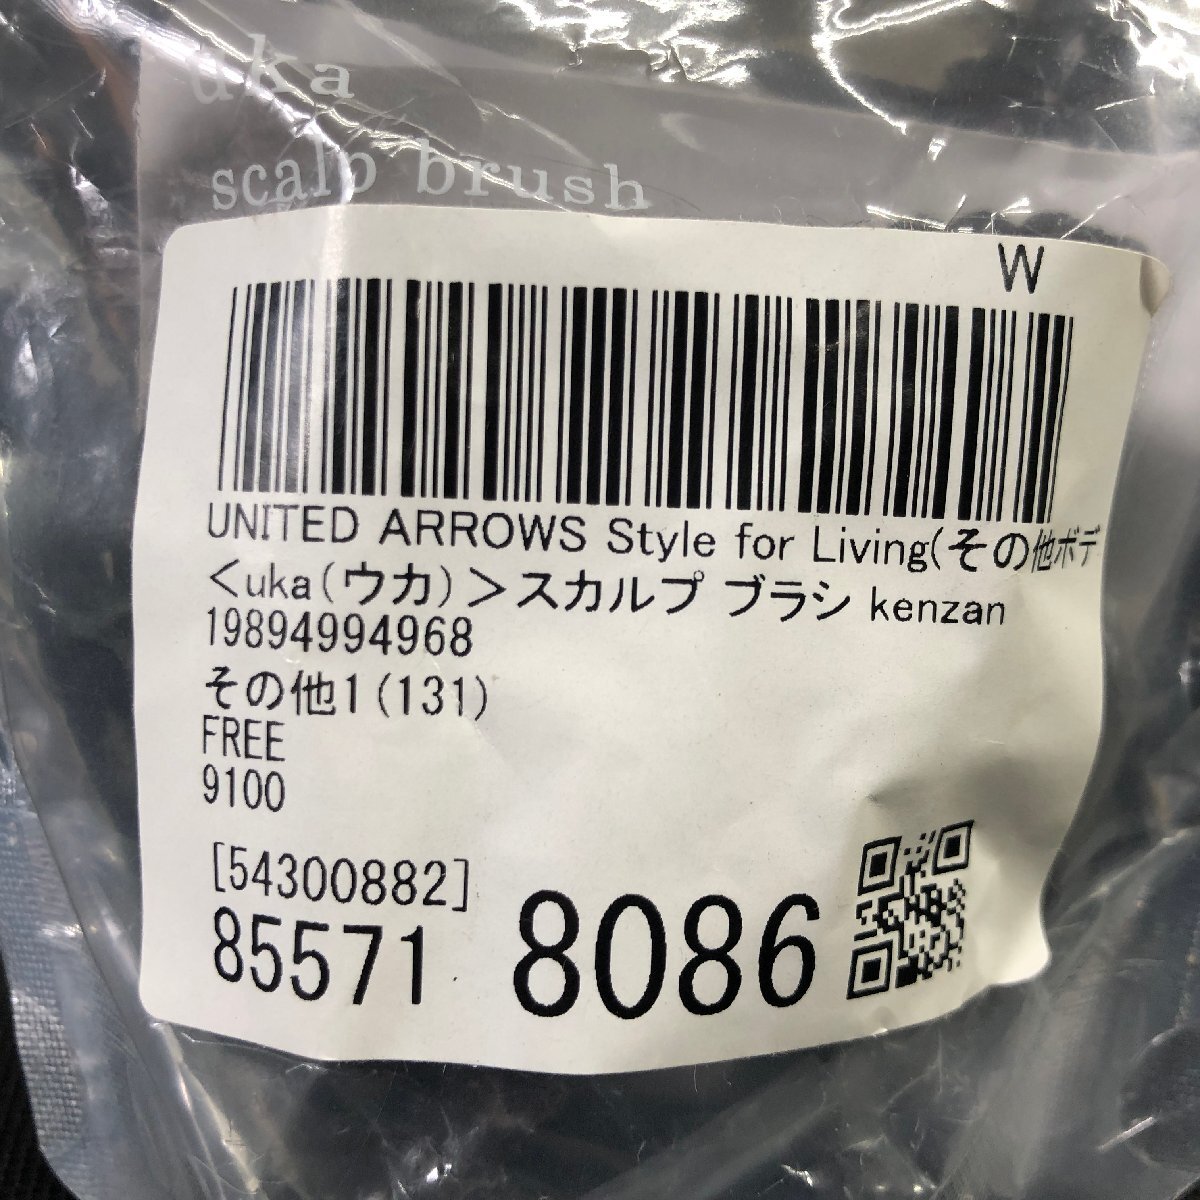 uka
scalp brush
W
UNITED ARROWS Style for Living(その他ボデ
<uka(ウカ)>スカルプ ブラシ kenzan
19894994968
その他1(131)
FREE
9100
[54300882]
85571 8086